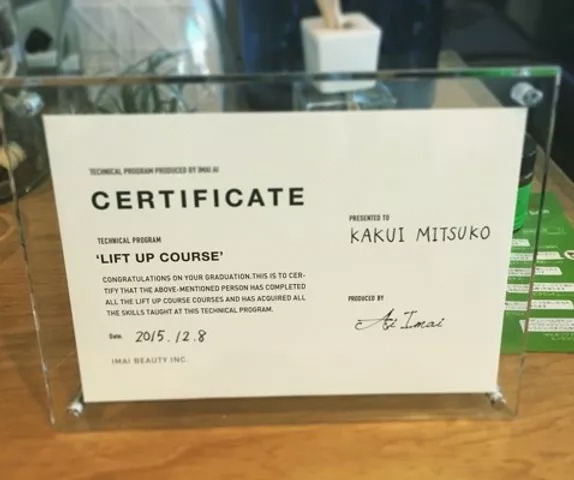 TECHNICAL PROGRAM PRODUCED BY IMAI AI
CERTIFICATE
TECHNICAL PROGRAM
'LIFT UP COURSE'
CONGRATULATIONS ON YOUR GRADUATION.THIS IS TO CER-
TIFY THAT THE ABOVE-MENTIONED PERSON HAS COMPLETED
ALL THE LIFT UP COURSE COURSES AND HAS ACQUIRED ALL
THE SKILLS TAUGHT AT THIS TECHNICAL PROGRAM.
Date. 2015.12.8
IMAI BEAUTY INC.
PRESENTED TO
KAKUI MITSUKO
PRODUCED BY
Ai Imai